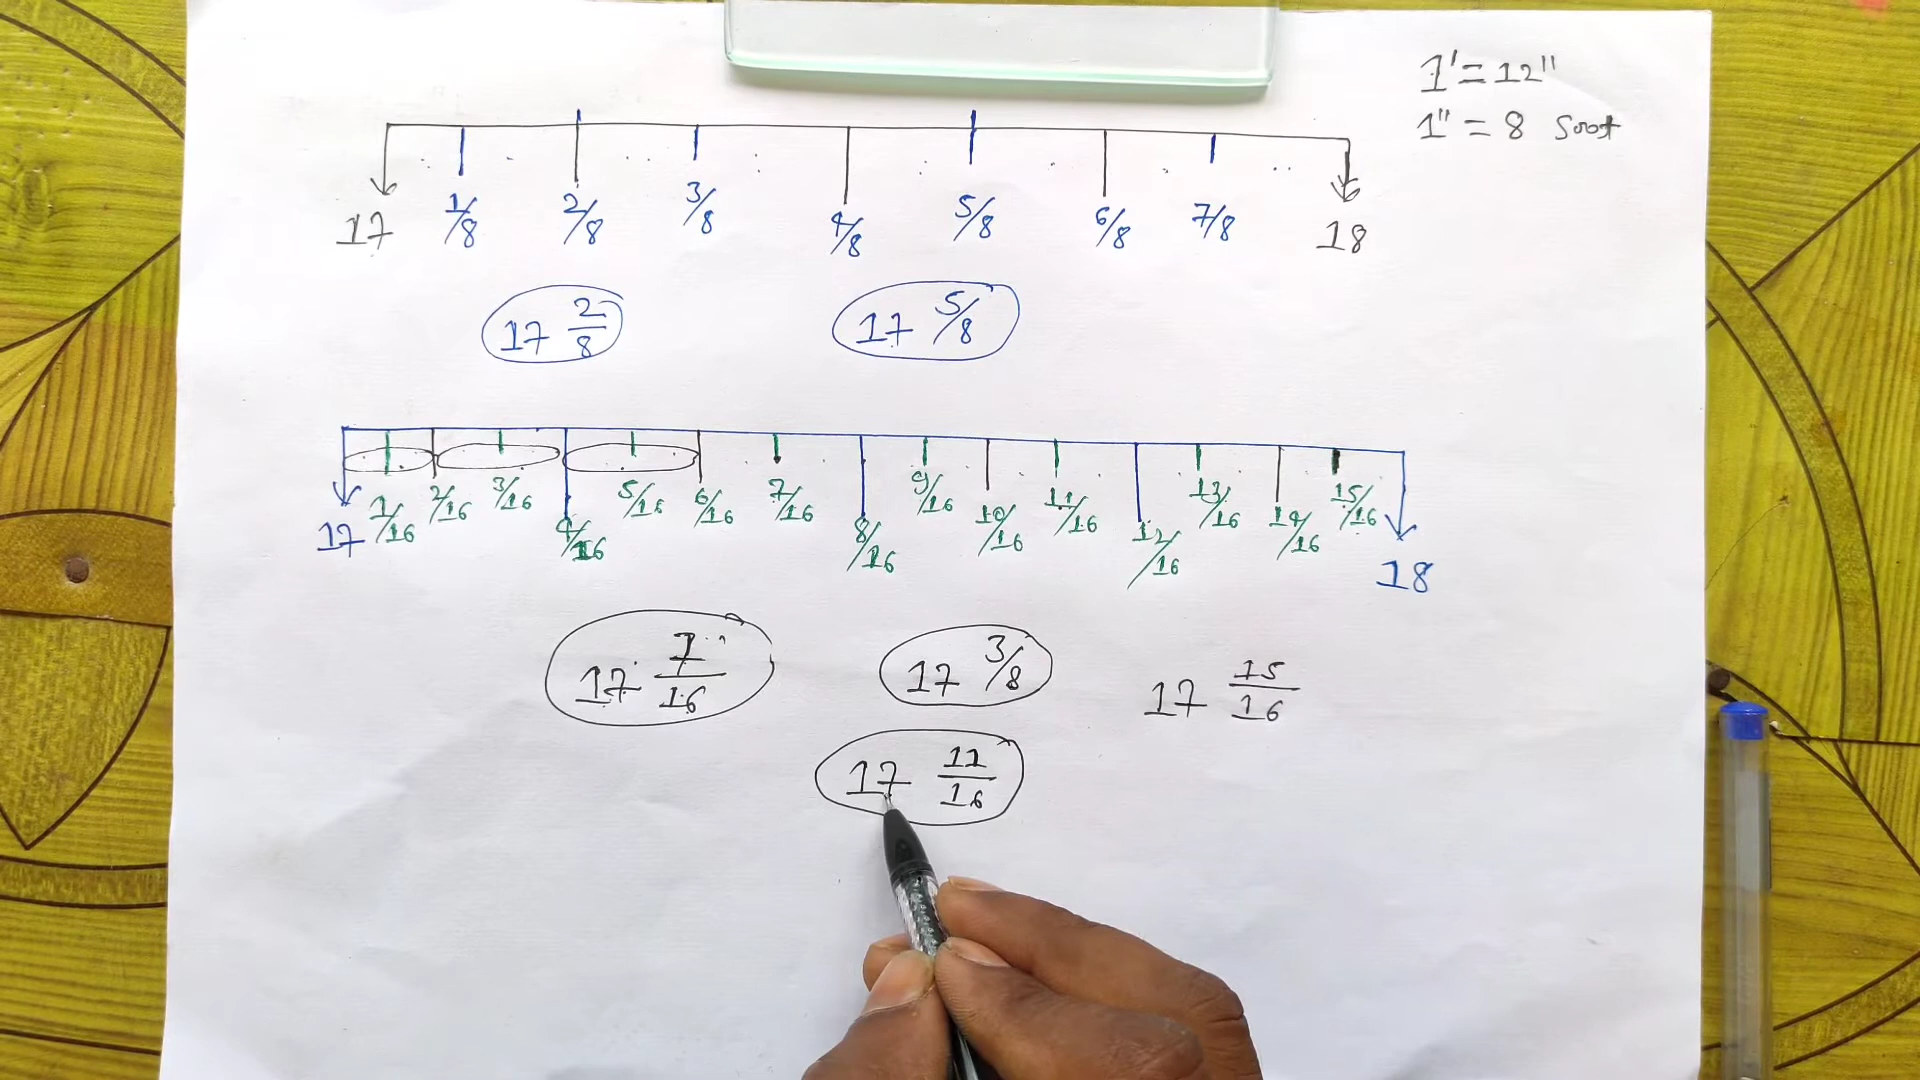 1' = 12"
1" = 8 Soot
17 1/8 2/8 3/8 4/8 5/8 6/8 7/8 18
17 2/8 17 5/8
17 1/16 2/16 3/16 4/16 5/16 6/16 7/16 8/16 9/16 10/16 11/16 12/16 13/16 14/16 15/16 18
17 7/16 17 3/8 17 15/16
17 11/16